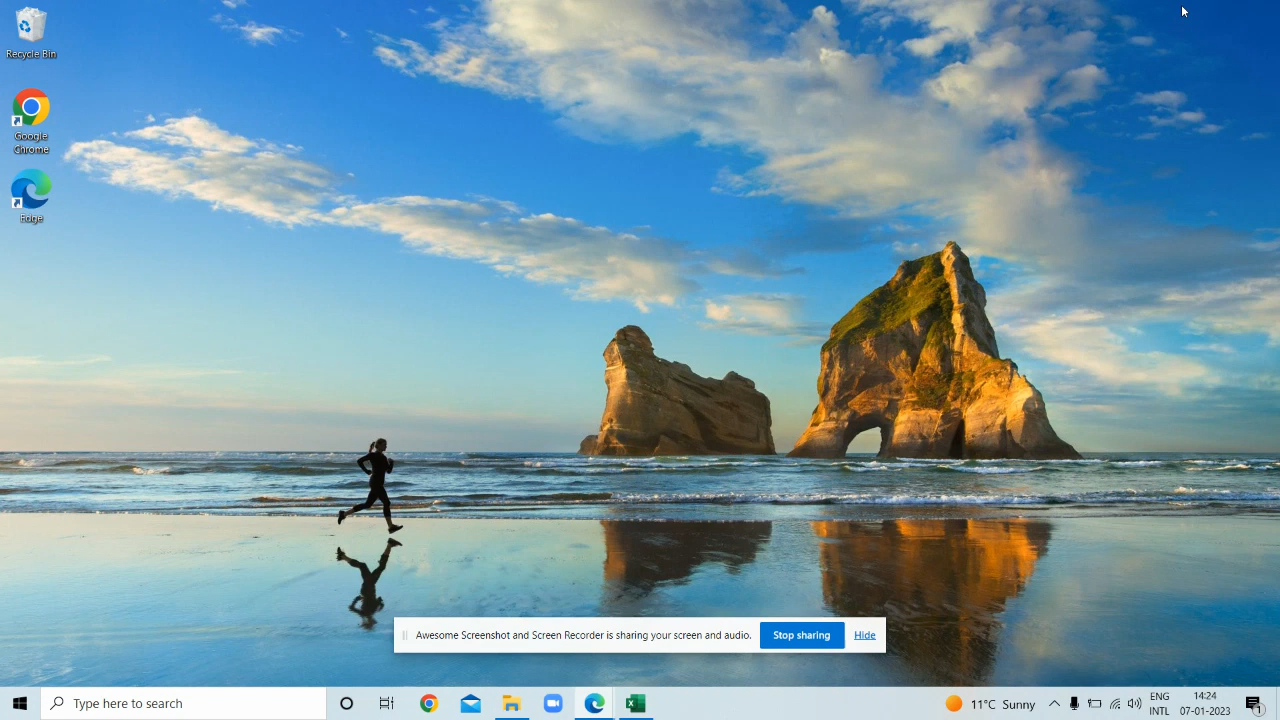 Recycle Bin
Google
Chrome
Edge
Awesome Screenshot and Screen Recorder is sharing your screen and audio.
Stop sharing
Hide
Type here to search
11°C Sunny
ENG
INTL
14:24
07-01-2023
1